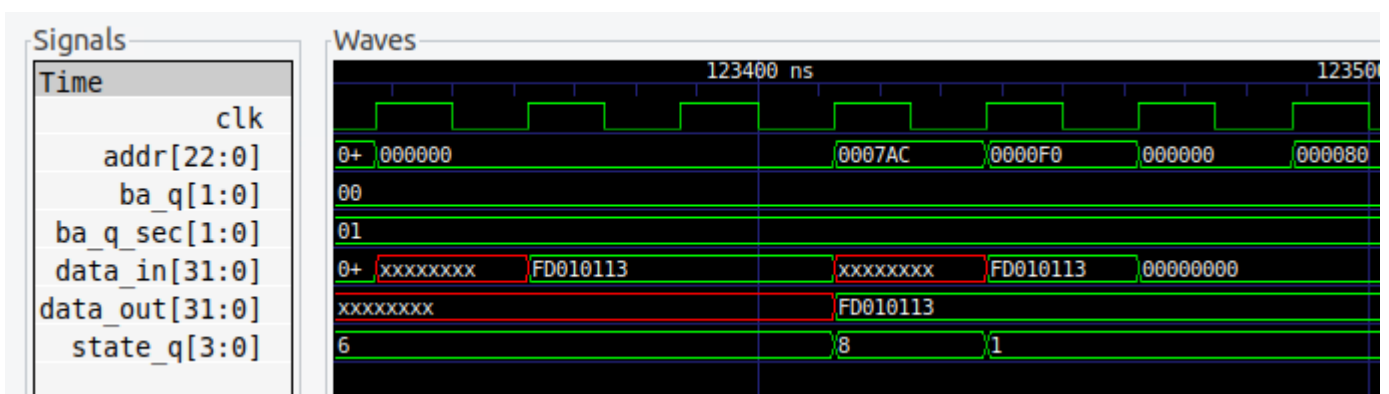 Signals Waves
Time 123400 ns 12350
clk
addr[22:0] 0+ 000000 0007AC 0000F0 000000 000080
ba_q[1:0] 00
ba_q_sec[1:0] 01
data_in[31:0] 0+ xxxxxxxx FD010113 xxxxxxxx FD010113 00000000
data_out[31:0] xxxxxxxx FD010113
state_q[3:0] 6 8 1